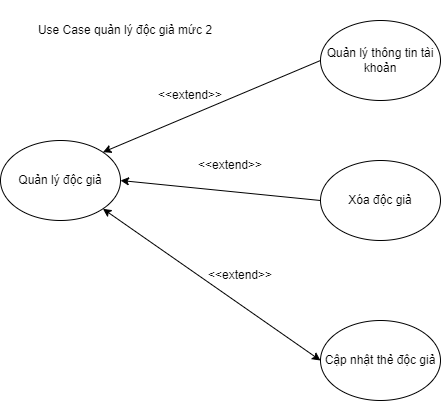 Use Case quản lý độc giả mức 2
Quản lý thông tin tài
khoản
<<extend>>
<<extend>>
Quản lý độc giả
Xóa độc giả
<<extend>>
Cập nhật thẻ độc giả